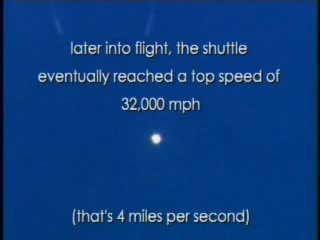 later into flight, the shuttle
eventually reached a top speed of
32,000 mph
(that's 4 miles per second)